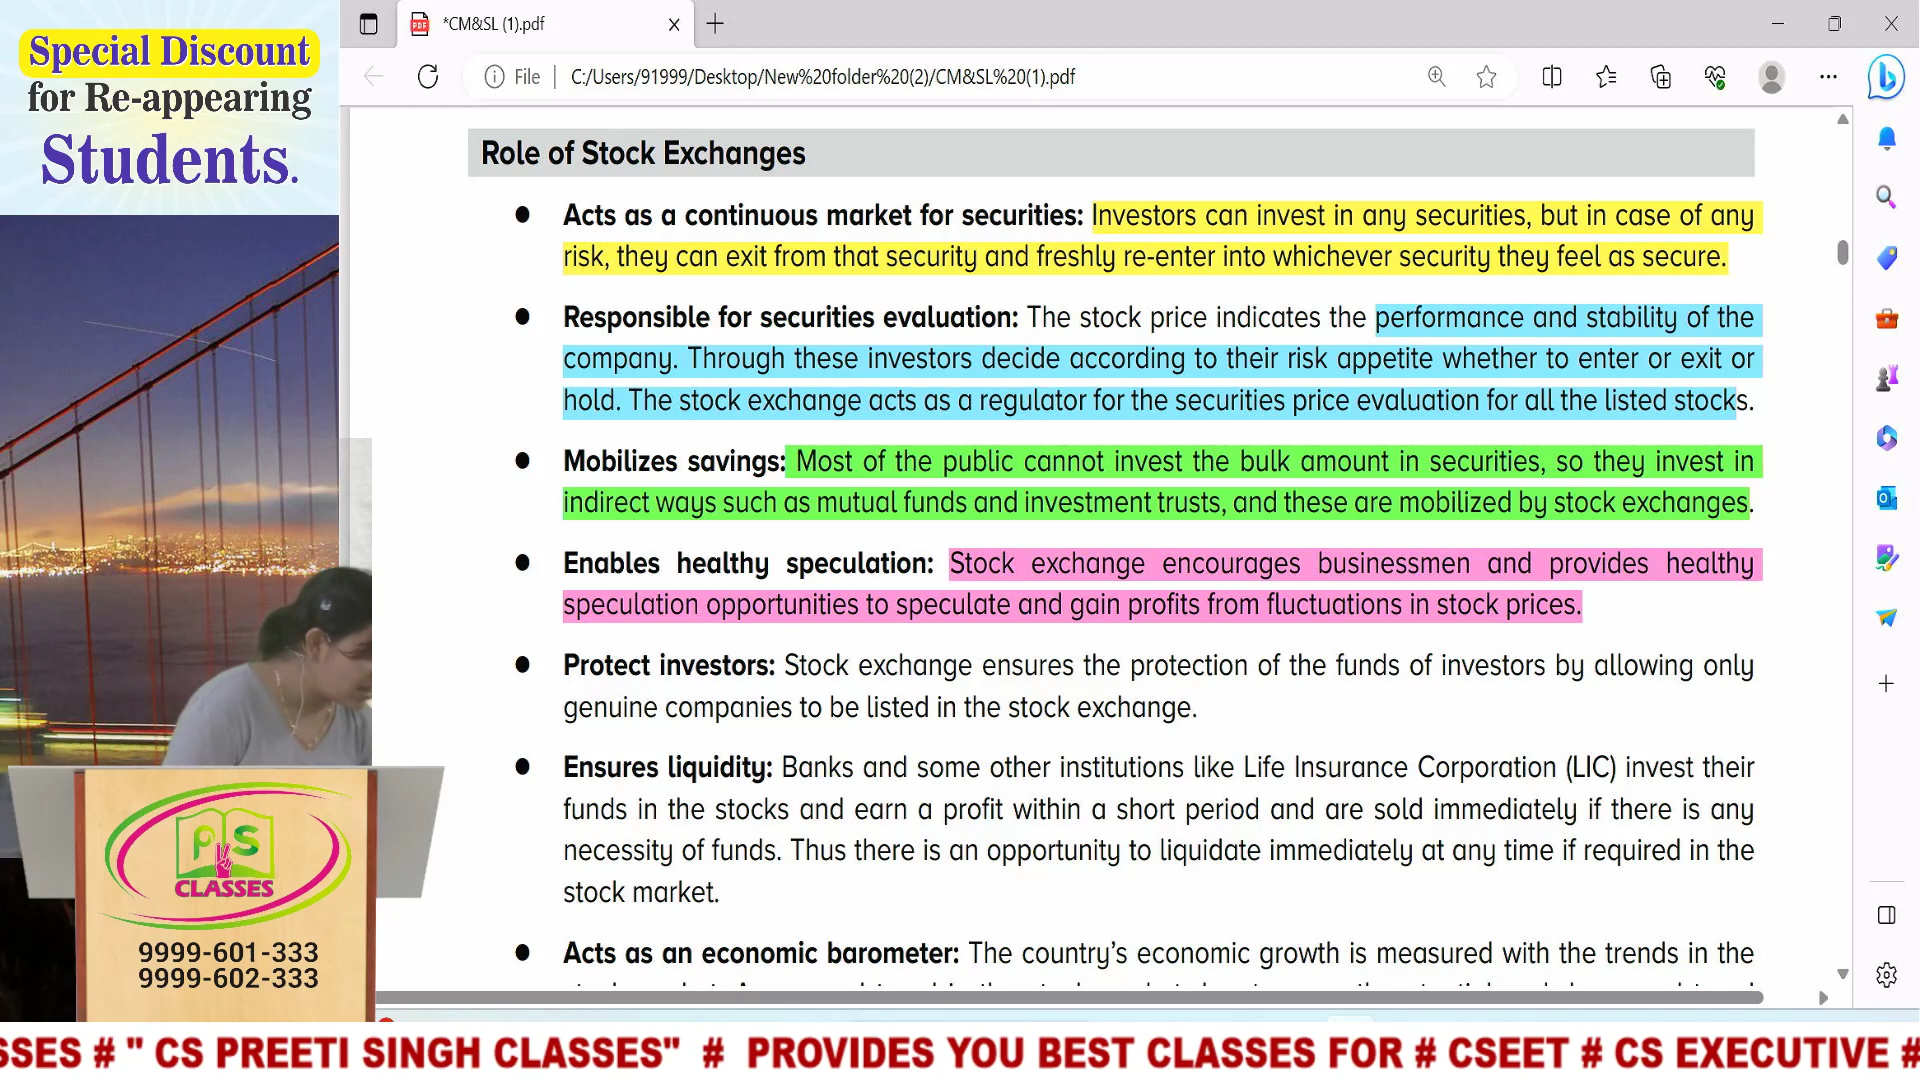 Special Discount
for Re-appearing
Students.
*CM&SL (1).pdf
File
C:/Users/91999/Desktop/New%20folder%20(2)/CM&SL%20(1).pdf
Role of Stock Exchanges
● Acts as a continuous market for securities: Investors can invest in any securities, but in case of any
risk, they can exit from that security and freshly re-enter into whichever security they feel as secure.
● Responsible for securities evaluation: The stock price indicates the performance and stability of the
company. Through these investors decide according to their risk appetite whether to enter or exit or
hold. The stock exchange acts as a regulator for the securities price evaluation for all the listed stocks.
● Mobilizes savings: Most of the public cannot invest the bulk amount in securities, so they invest in
indirect ways such as mutual funds and investment trusts, and these are mobilized by stock exchanges.
● Enables healthy speculation: Stock exchange encourages businessmen and provides healthy
speculation opportunities to speculate and gain profits from fluctuations in stock prices.
● Protect investors: Stock exchange ensures the protection of the funds of investors by allowing only
genuine companies to be listed in the stock exchange.
● Ensures liquidity: Banks and some other institutions like Life Insurance Corporation (LIC) invest their
funds in the stocks and earn a profit within a short period and are sold immediately if there is any
necessity of funds. Thus there is an opportunity to liquidate immediately at any time if required in the
stock market.
● Acts as an economic barometer: The country's economic growth is measured with the trends in the
PS
CLASSES
9999-601-333
9999-602-333
SSES # " CS PREETI SINGH CLASSES" # PROVIDES YOU BEST CLASSES FOR # CSEET # CS EXECUTIVE #